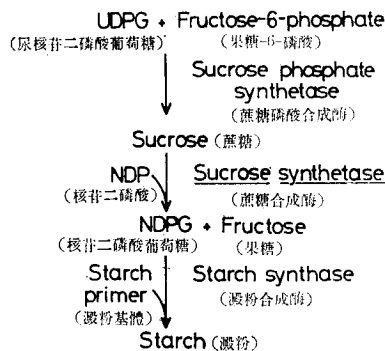 UDPG + Fructose-6-phosphate
(尿核苷二磷酸葡萄糖) (果糖-6-磷酸)
Sucrose phosphate
synthetase
(蔗糖磷酸合成酶)
Sucrose (蔗糖)
NDP Sucrose synthetase
(核苷二磷酸) (蔗糖合成酶)
NDPG + Fructose
(核苷二磷酸葡萄糖) (果糖)
Starch Starch synthase
primer (澱粉合成酶)
(澱粉基體)
Starch (澱粉)